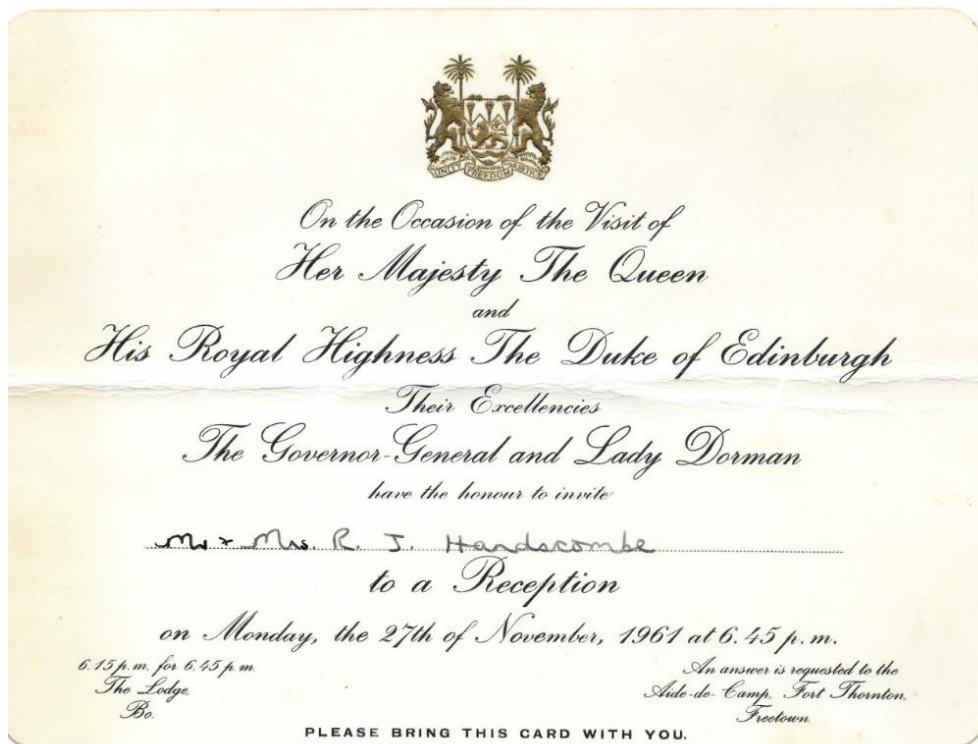 UNITY FREEDOM JUSTICE
On the Occasion of the Visit of
Her Majesty The Queen
and
His Royal Highness The Duke of Edinburgh
Their Excellencies
The Governor-General and Lady Dorman
have the honour to invite
Mr & Mrs. R. J. Handscombe
to a Reception
on Monday, the 27th of November, 1961 at 6.45 p.m.
6.15 p.m. for 6.45 p.m
The Lodge,
Bo.
An answer is requested to the
Aide-de-Camp, Fort Thornton,
Freetown.
PLEASE BRING THIS CARD WITH YOU.